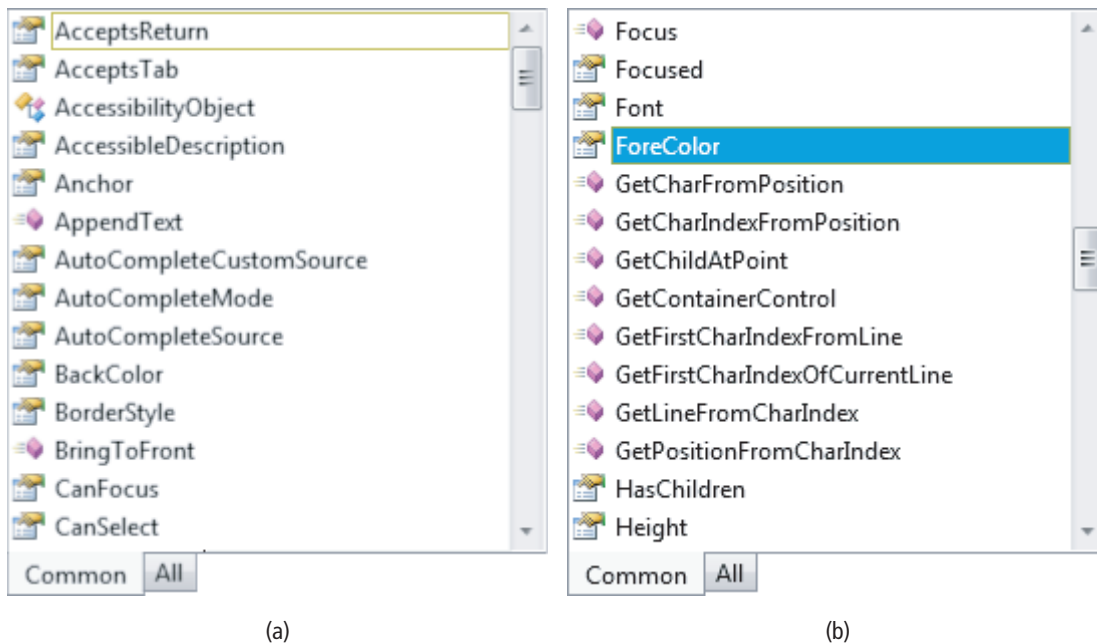 AcceptsReturn
AcceptsTab
AccessibilityObject
AccessibleDescription
Anchor
AppendText
AutoCompleteCustomSource
AutoCompleteMode
AutoCompleteSource
BackColor
BorderStyle
BringToFront
CanFocus
CanSelect
Common All
(a)
Focus
Focused
Font
ForeColor
GetCharFromPosition
GetCharIndexFromPosition
GetChildAtPoint
GetContainerControl
GetFirstCharIndexFromLine
GetFirstCharIndexOfCurrentLine
GetLineFromCharIndex
GetPositionFromCharIndex
HasChildren
Height
Common All
(b)